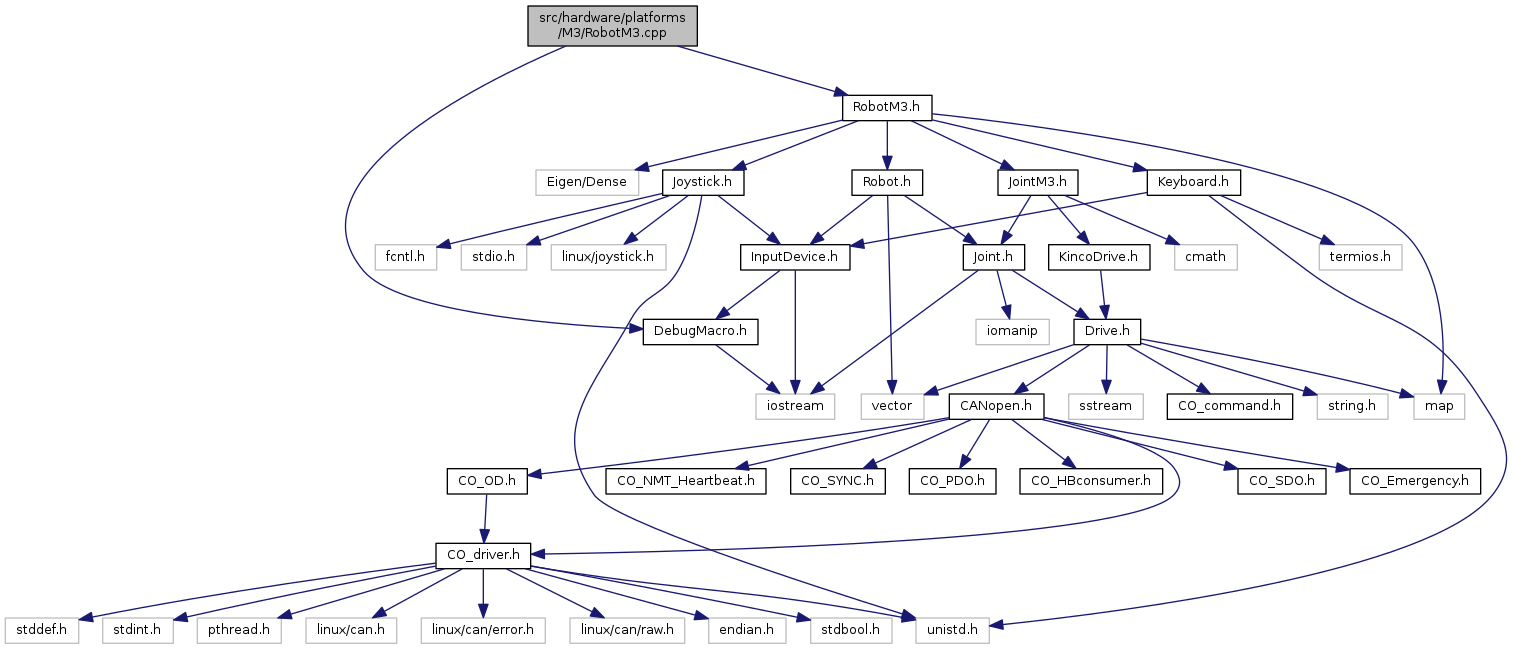 src/hardware/platforms
/M3/RobotM3.cpp
RobotM3.h
Eigen/Dense
Joystick.h
Robot.h
JointM3.h
Keyboard.h
fcntl.h
stdio.h
linux/joystick.h
InputDevice.h
Joint.h
KincoDrive.h
cmath
termios.h
DebugMacro.h
iomanip
Drive.h
iostream
vector
CANopen.h
sstream
CO_command.h
string.h
map
CO_OD.h
CO_NMT_Heartbeat.h
CO_SYNC.h
CO_PDO.h
CO_HBconsumer.h
CO_SDO.h
CO_Emergency.h
CO_driver.h
stddef.h
stdint.h
pthread.h
linux/can.h
linux/can/error.h
linux/can/raw.h
endian.h
stdbool.h
unistd.h